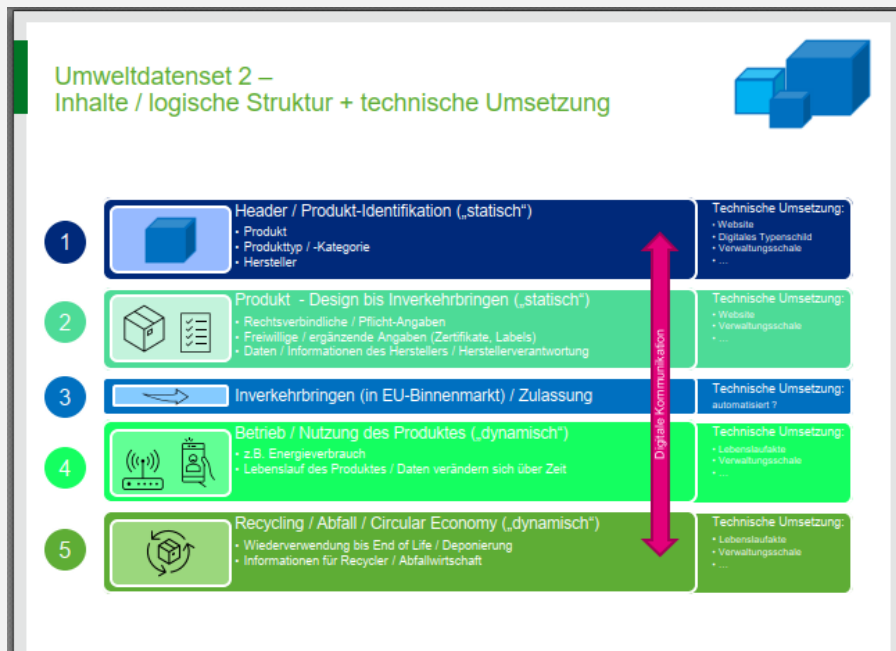 Umweltdatenset 2 –
Inhalte / logische Struktur + technische Umsetzung
1
Header / Produkt-Identifikation („statisch“)
• Produkt
• Produkttyp / -Kategorie
• Hersteller
Technische Umsetzung:
• Website
• Digitales Typenschild
• Verwaltungsschale
• ...
2
Produkt - Design bis Inverkehrbringen („statisch“)
• Rechtsverbindliche / Pflicht-Angaben
• Freiwillige / ergänzende Angaben (Zertifikate, Labels)
• Daten / Informationen des Herstellers / Herstellerverantwortung
Technische Umsetzung:
• Website
• Verwaltungsschale
• ...
3
Inverkehrbringen (in EU-Binnenmarkt) / Zulassung
Technische Umsetzung:
automatisiert ?
4
Betrieb / Nutzung des Produktes („dynamisch“)
• z.B. Energieverbrauch
• Lebenslauf des Produktes / Daten verändern sich über Zeit
Technische Umsetzung:
• Lebenslaufakte
• Verwaltungsschale
• ...
5
Recycling / Abfall / Circular Economy („dynamisch“)
• Wiederverwendung bis End of Life / Deponierung
• Informationen für Recycler / Abfallwirtschaft
Technische Umsetzung:
• Lebenslaufakte
• Verwaltungsschale
• ...
Digitale Kommunikation